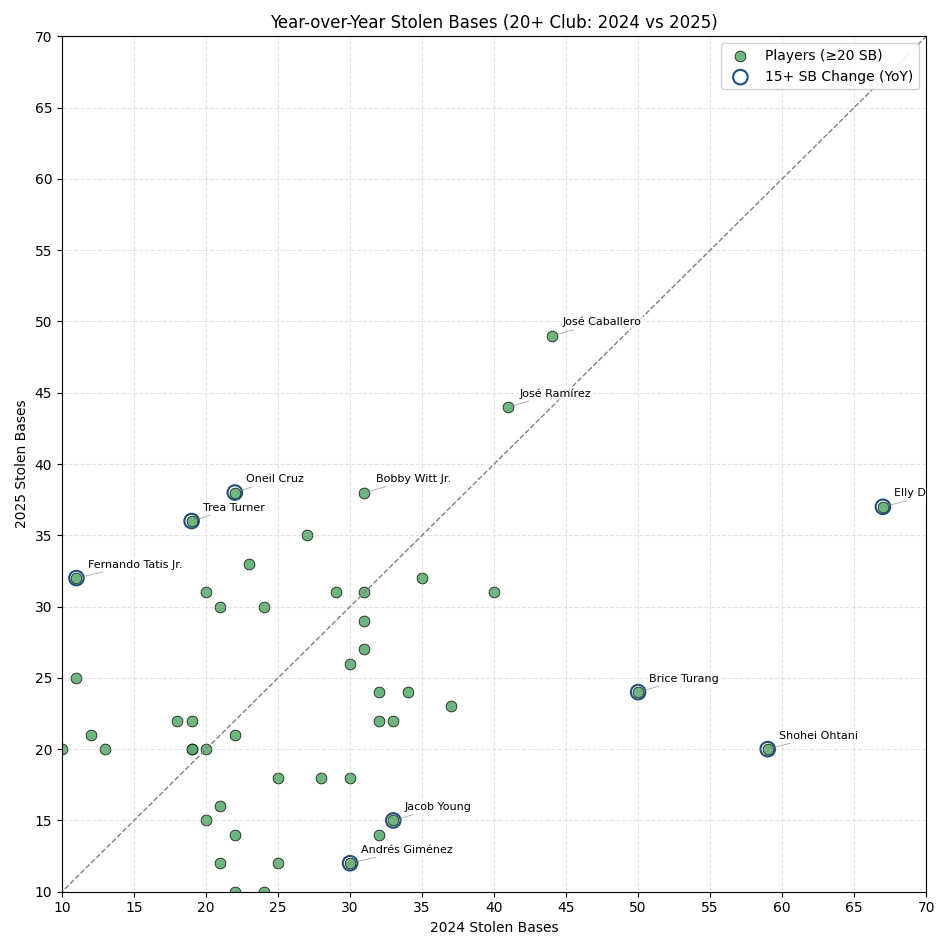 Year-over-Year Stolen Bases (20+ Club: 2024 vs 2025)
Players (≥20 SB)
15+ SB Change (YoY)
70
65
60
55
50
45
40
35
30
25
20
15
10
2025 Stolen Bases
José Caballero
José Ramírez
Oneil Cruz
Bobby Witt Jr.
Elly D
Trea Turner
Fernando Tatis Jr.
Brice Turang
Shohei Ohtani
Jacob Young
Andrés Giménez
10 15 20 25 30 35 40 45 50 55 60 65 70
2024 Stolen Bases